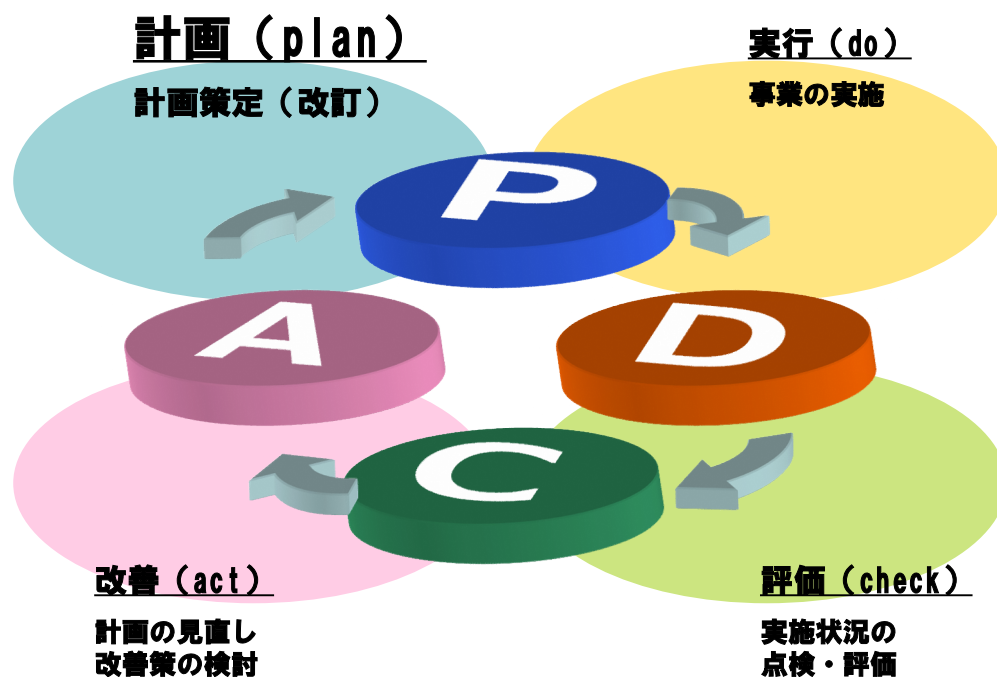 計画（plan）
計画策定（改訂）
実行（do）
事業の実施
P
A
D
C
改善（act）
計画の見直し
改善策の検討
評価（check）
実施状況の
点検・評価